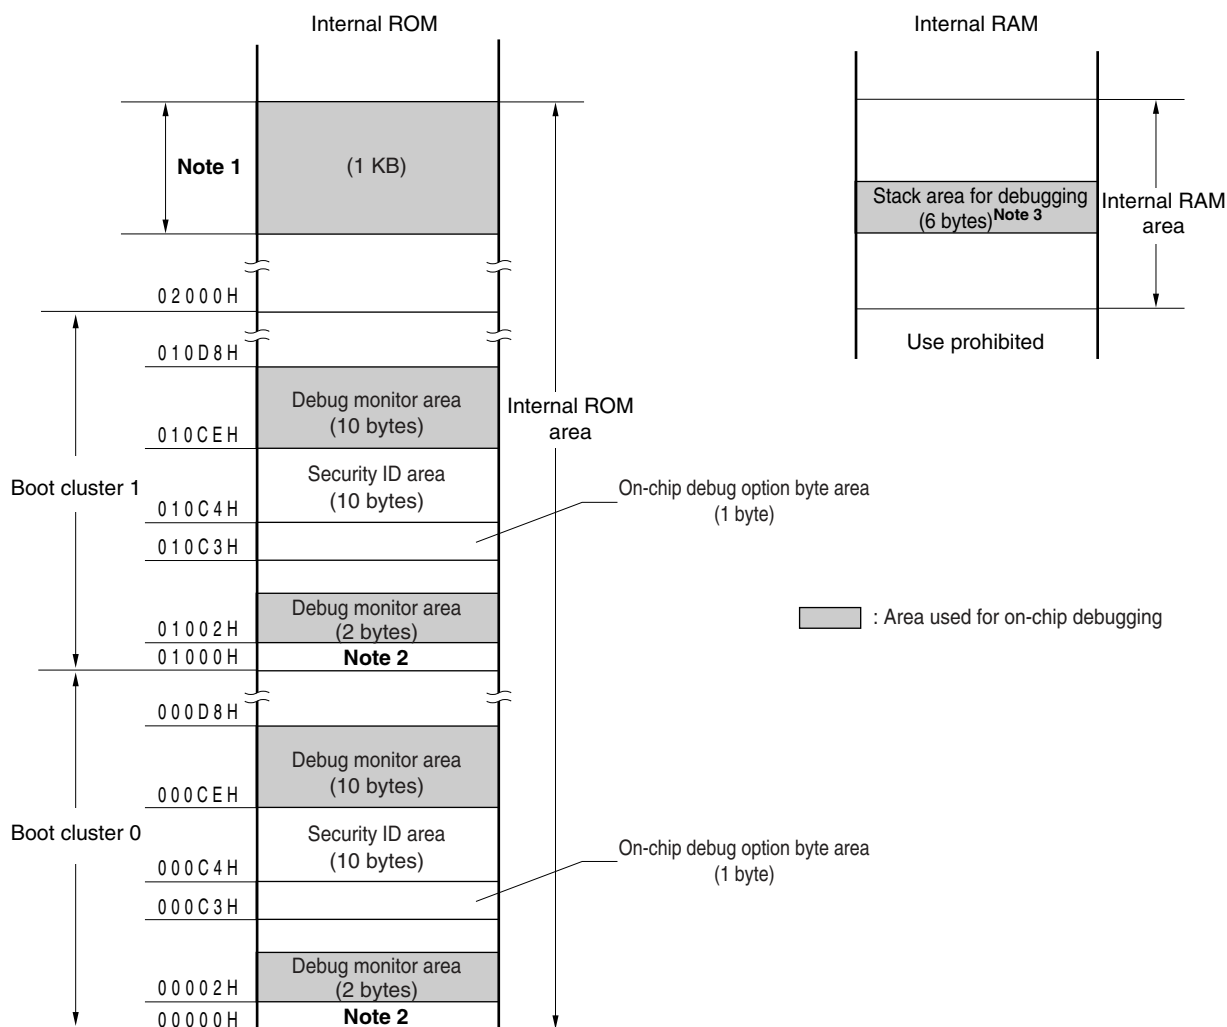 Internal ROM
Internal RAM
Note 1
(1 KB)
Stack area for debugging
(6 bytes)Note 3
Internal RAM
area
02000H
Use prohibited
010D8H
Debug monitor area
(10 bytes)
Internal ROM
area
010CEH
Boot cluster 1
Security ID area
(10 bytes)
On-chip debug option byte area
(1 byte)
010C4H
010C3H
Debug monitor area
(2 bytes)
: Area used for on-chip debugging
01002H
01000H
Note 2
000D8H
Debug monitor area
(10 bytes)
000CEH
Boot cluster 0
Security ID area
(10 bytes)
On-chip debug option byte area
(1 byte)
000C4H
000C3H
Debug monitor area
(2 bytes)
00002H
00000H
Note 2